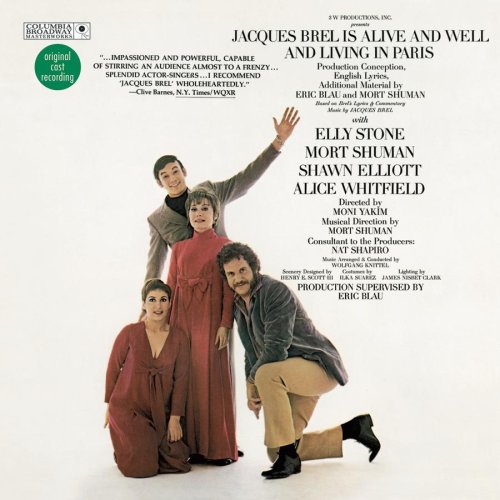 COLUMBIA
BROADWAY
MASTERWORKS
original
cast
recording
"...IMPASSIONED AND POWERFUL, CAPABLE
OF STIRRING AN AUDIENCE ALMOST TO A FRENZY...
SPLENDID ACTOR-SINGERS...I RECOMMEND
'JACQUES BREL' WHOLEHEARTEDLY."
—Clive Barnes, N.Y. Times/WQXR
3 W PRODUCTIONS, INC.
presents
JACQUES BREL IS ALIVE AND WELL
AND LIVING IN PARIS
Production Conception,
English Lyrics,
Additional Material by
ERIC BLAU and MORT SHUMAN
Based on Brel's Lyrics & Commentary
Music by JACQUES BREL
with
ELLY STONE
MORT SHUMAN
SHAWN ELLIOTT
ALICE WHITFIELD
Directed by
MONI YAKIM
Musical Direction by
MORT SHUMAN
Consultant to the Producers:
NAT SHAPIRO
Music Arranged & Conducted by
WOLFGANG KNITTEL
Scenery Designed by Costumes by Lighting by
HENRY E. SCOTT III ILKA SUAREZ JAMES NISBET CLARK
PRODUCTION SUPERVISED BY
ERIC BLAU